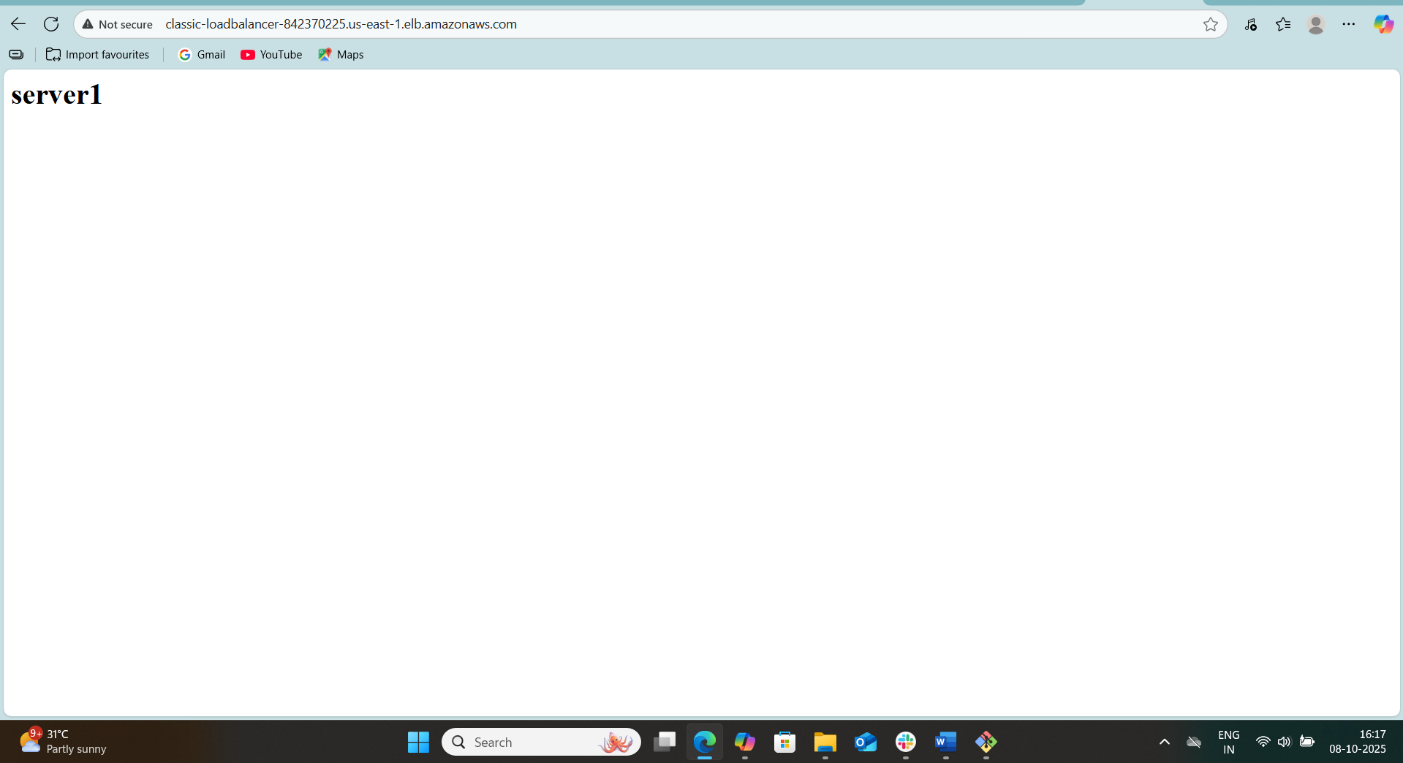 Not secure classic-loadbalancer-842370225.us-east-1.elb.amazonaws.com
Import favourites Gmail YouTube Maps
server1
9+ 31°C
Partly sunny
Search
ENG
IN
16:17
08-10-2025